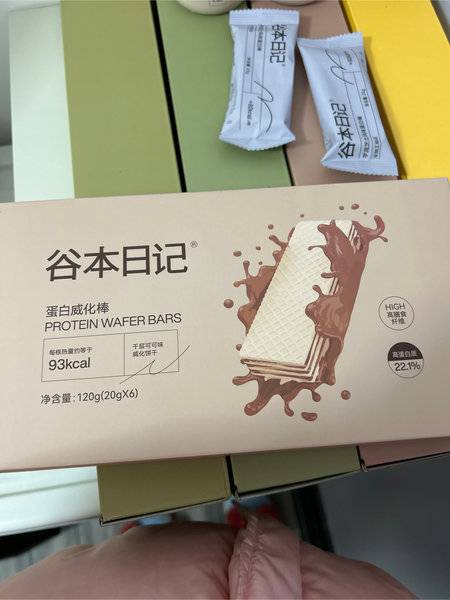 谷本日记
谷本日记
谷本日记®
蛋白威化棒
PROTEIN WAFER BARS
每根热量约等于
93kcal
千层可可味
威化饼干
净含量: 120g(20gX6)
HIGH
高膳食
纤维
高蛋白质
22.1%